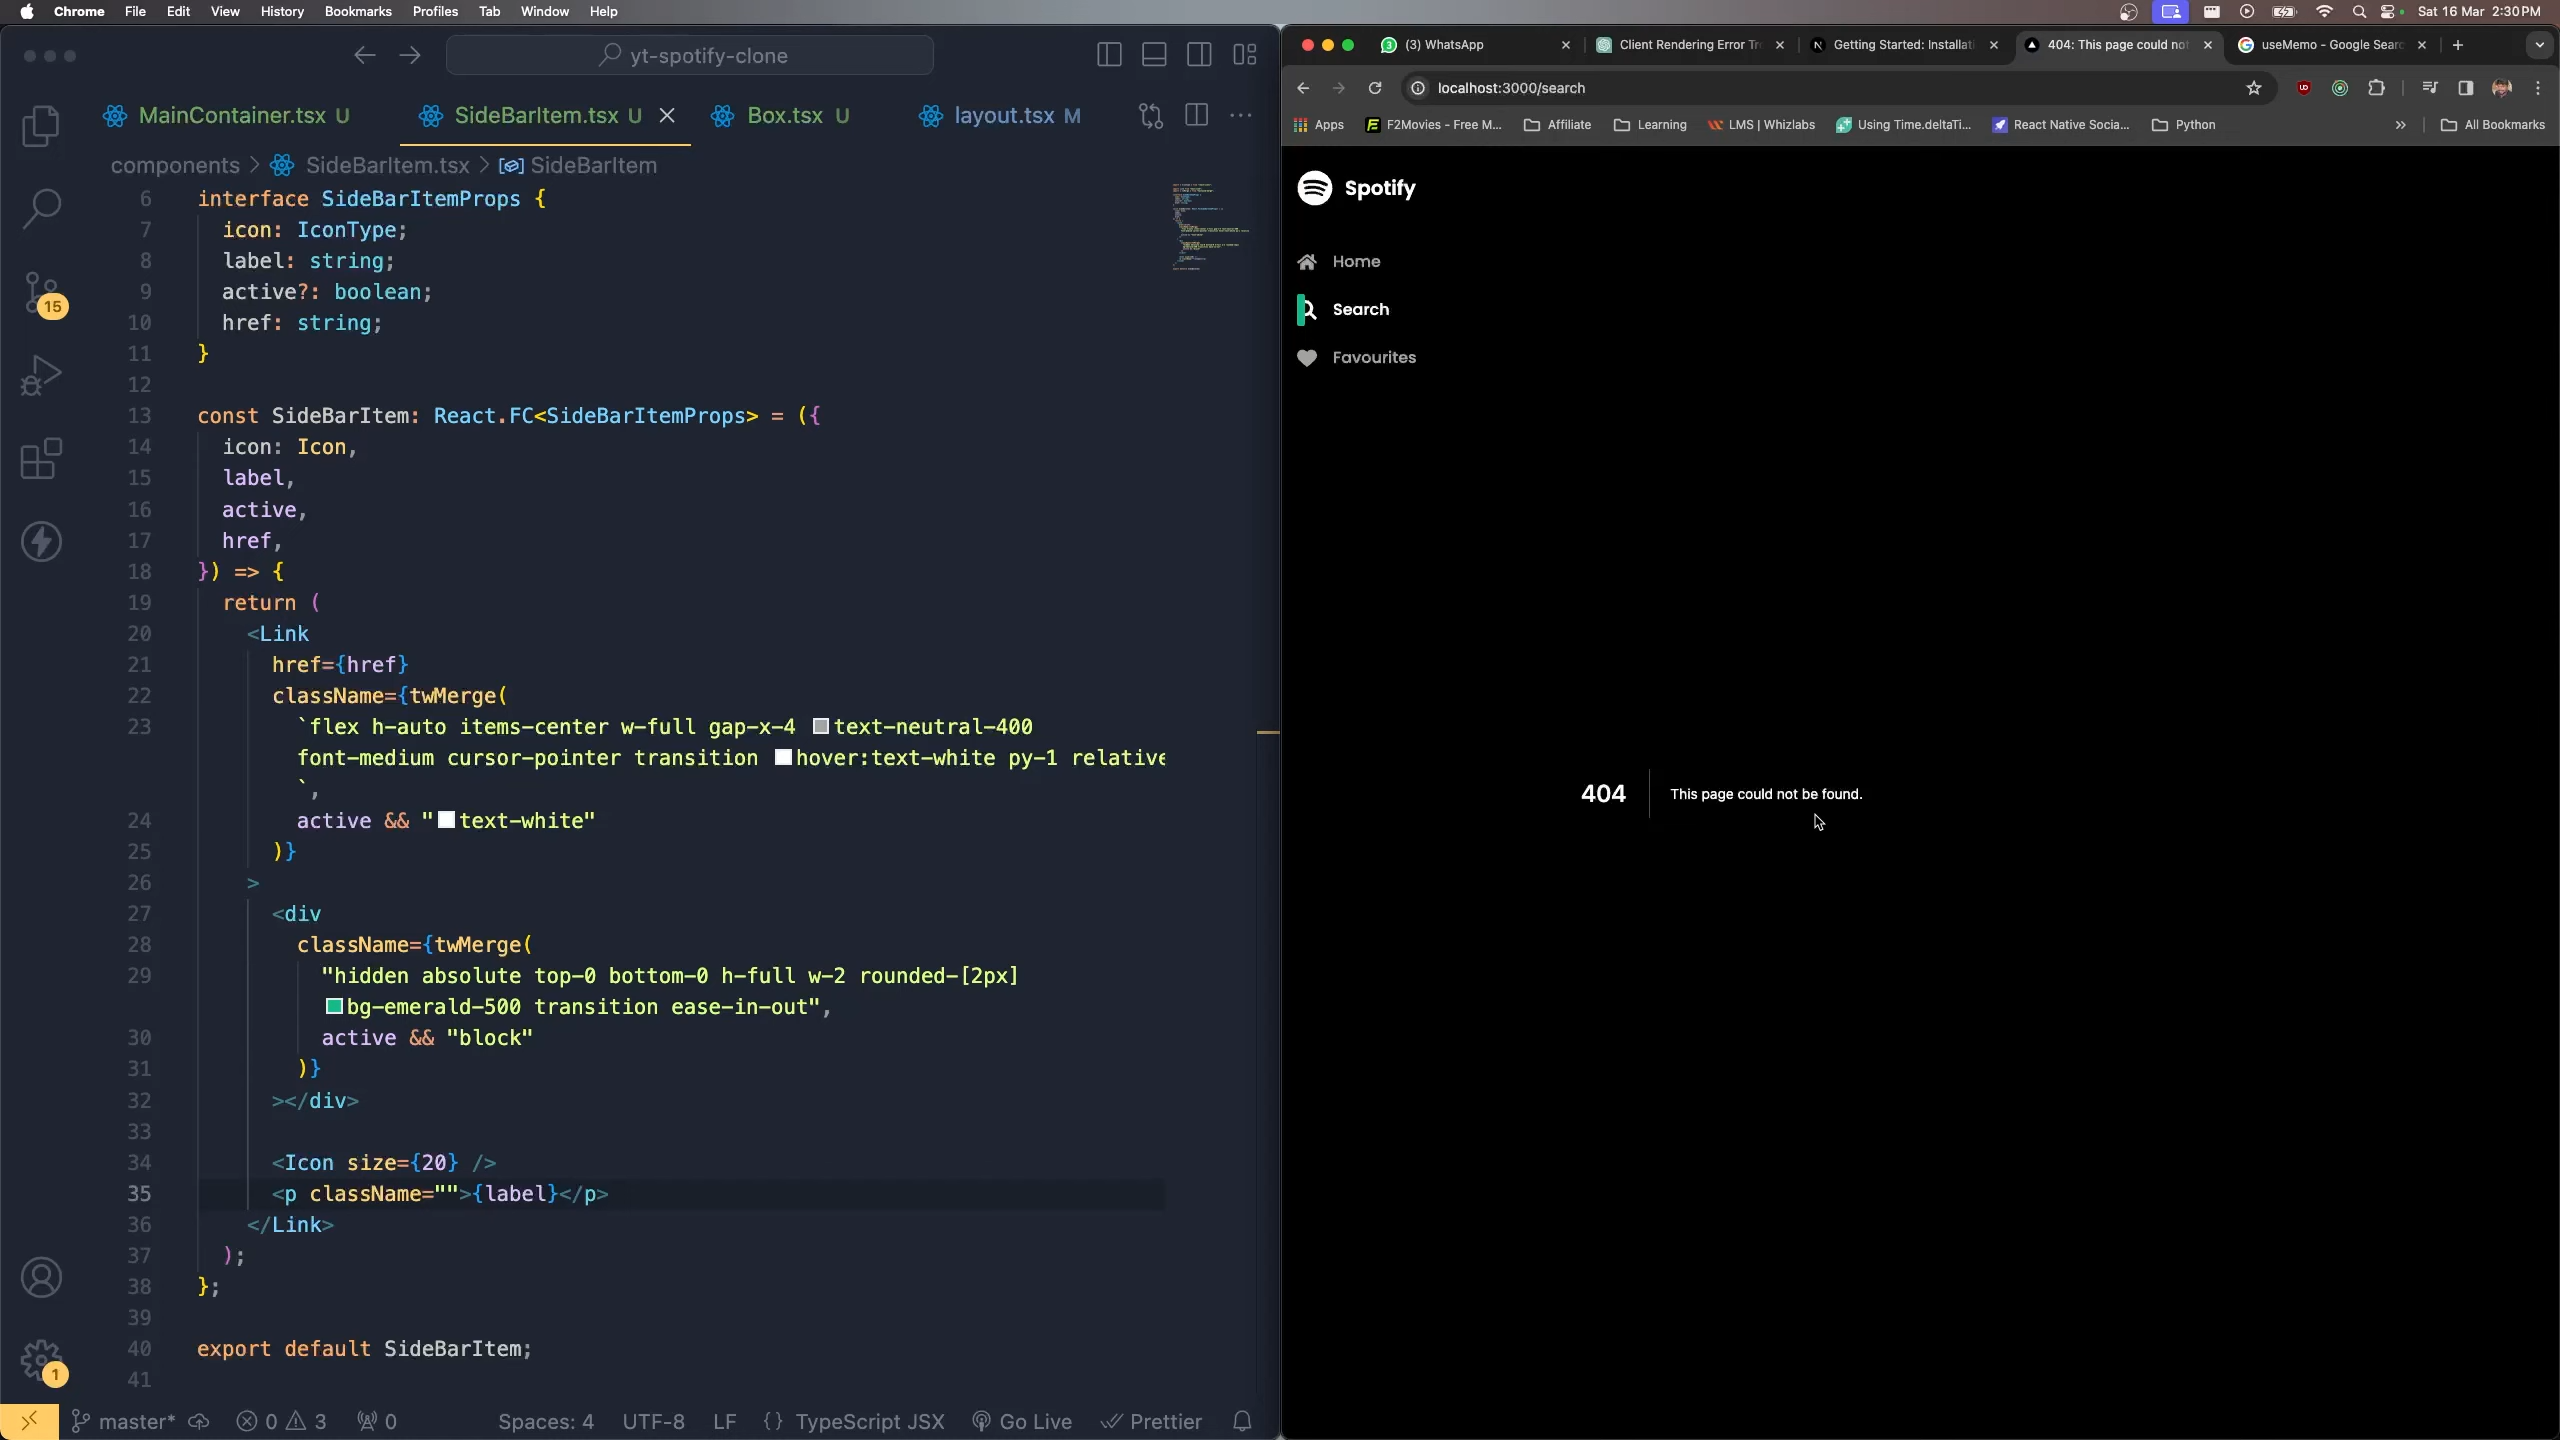 Chrome File Edit View History Bookmarks Profiles Tab Window Help
Sat 16 Mar 2:30 PM
yt-spotify-clone
MainContainer.tsx U
SideBarItem.tsx U
Box.tsx U
layout.tsx M
components > SideBarItem.tsx > SideBarItem
6 interface SideBarItemProps {
7 icon: IconType;
8 label: string;
9 active?: boolean;
10 href: string;
11 }
12
13 const SideBarItem: React.FC<SideBarItemProps> = ({
14 icon: Icon,
15 label,
16 active,
17 href,
18 }) => {
19 return (
20 <Link
21 href={href}
22 className={twMerge(
23 `flex h-auto items-center w-full gap-x-4 text-neutral-400
font-medium cursor-pointer transition hover:text-white py-1 relative
`,
24 active && "text-white"
25 )}
26 >
27 <div
28 className={twMerge(
29 "hidden absolute top-0 bottom-0 h-full w-2 rounded-[2px]
bg-emerald-500 transition ease-in-out",
30 active && "block"
31 )}
32 ></div>
33
34 <Icon size={20} />
35 <p className="">{label}</p>
36 </Link>
37 );
38 };
39
40 export default SideBarItem;
41
15
1
master* 0 3 0 Spaces: 4 UTF-8 LF {} TypeScript JSX Go Live Prettier
3
(3) WhatsApp
Client Rendering Error Tr
Getting Started: Installati
404: This page could not
useMemo - Google Searc
localhost:3000/search
Apps F2Movies - Free M... Affiliate Learning LMS | Whizlabs Using Time.deltaTi... React Native Socia... Python » All Bookmarks
Spotify
Home
Search
Favourites
404 This page could not be found.